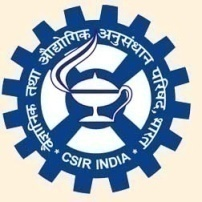 वैज्ञानिक तथा औद्योगिक अनुसंधान परिषद, भारत
* CSIR INDIA *